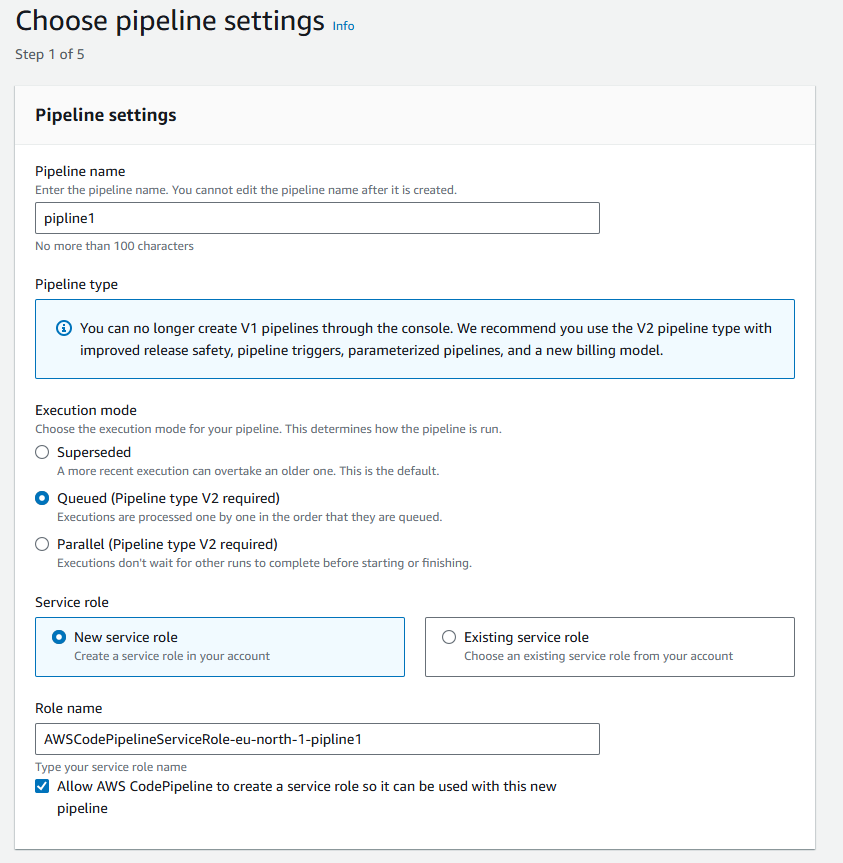 Choose pipeline settings Info
Step 1 of 5
Pipeline settings
Pipeline name
Enter the pipeline name. You cannot edit the pipeline name after it is created.
pipline1
No more than 100 characters
Pipeline type
You can no longer create V1 pipelines through the console. We recommend you use the V2 pipeline type with
improved release safety, pipeline triggers, parameterized pipelines, and a new billing model.
Execution mode
Choose the execution mode for your pipeline. This determines how the pipeline is run.
Superseded
A more recent execution can overtake an older one. This is the default.
Queued (Pipeline type V2 required)
Executions are processed one by one in the order that they are queued.
Parallel (Pipeline type V2 required)
Executions don't wait for other runs to complete before starting or finishing.
Service role
New service role
Create a service role in your account
Existing service role
Choose an existing service role from your account
Role name
AWSCodePipelineServiceRole-eu-north-1-pipline1
Type your service role name
Allow AWS CodePipeline to create a service role so it can be used with this new
pipeline